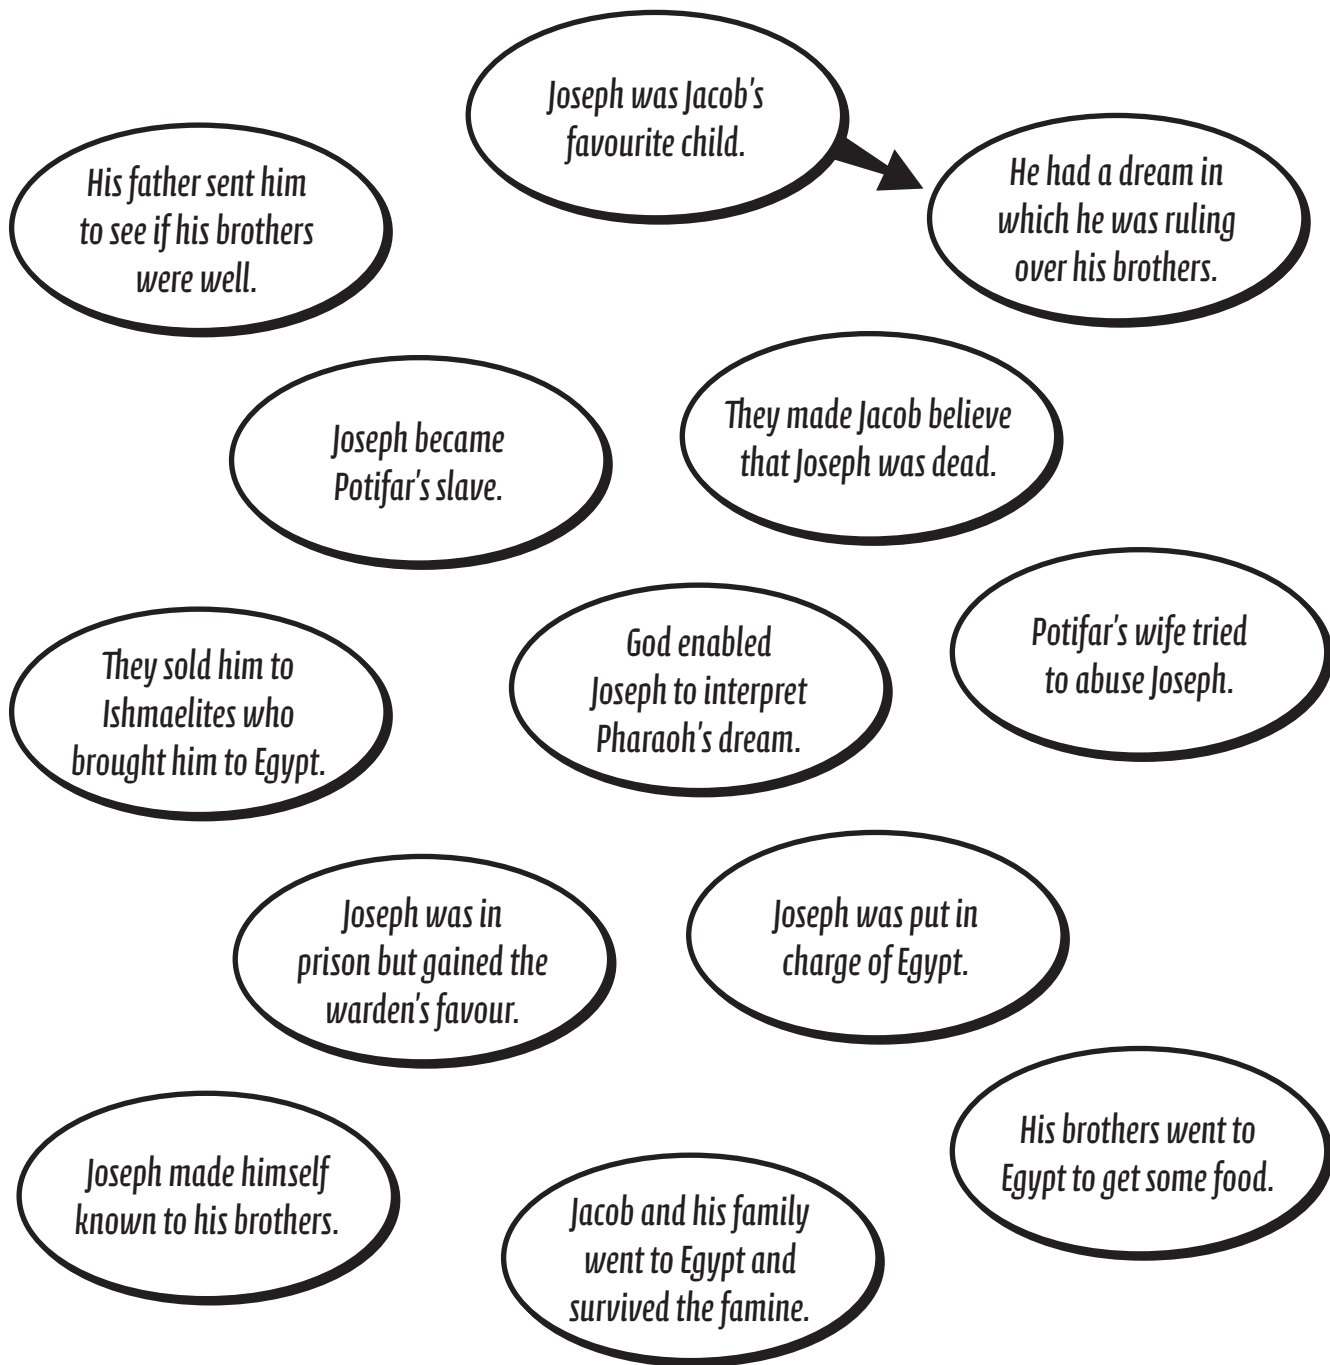 Joseph was Jacob's
favourite child.
His father sent him
to see if his brothers
were well.
He had a dream in
which he was ruling
over his brothers.
Joseph became
Potifar's slave.
They made Jacob believe
that Joseph was dead.
They sold him to
Ishmaelites who
brought him to Egypt.
God enabled
Joseph to interpret
Pharaoh's dream.
Potifar's wife tried
to abuse Joseph.
Joseph was in
prison but gained the
warden's favour.
Joseph was put in
charge of Egypt.
Joseph made himself
known to his brothers.
Jacob and his family
went to Egypt and
survived the famine.
His brothers went to
Egypt to get some food.